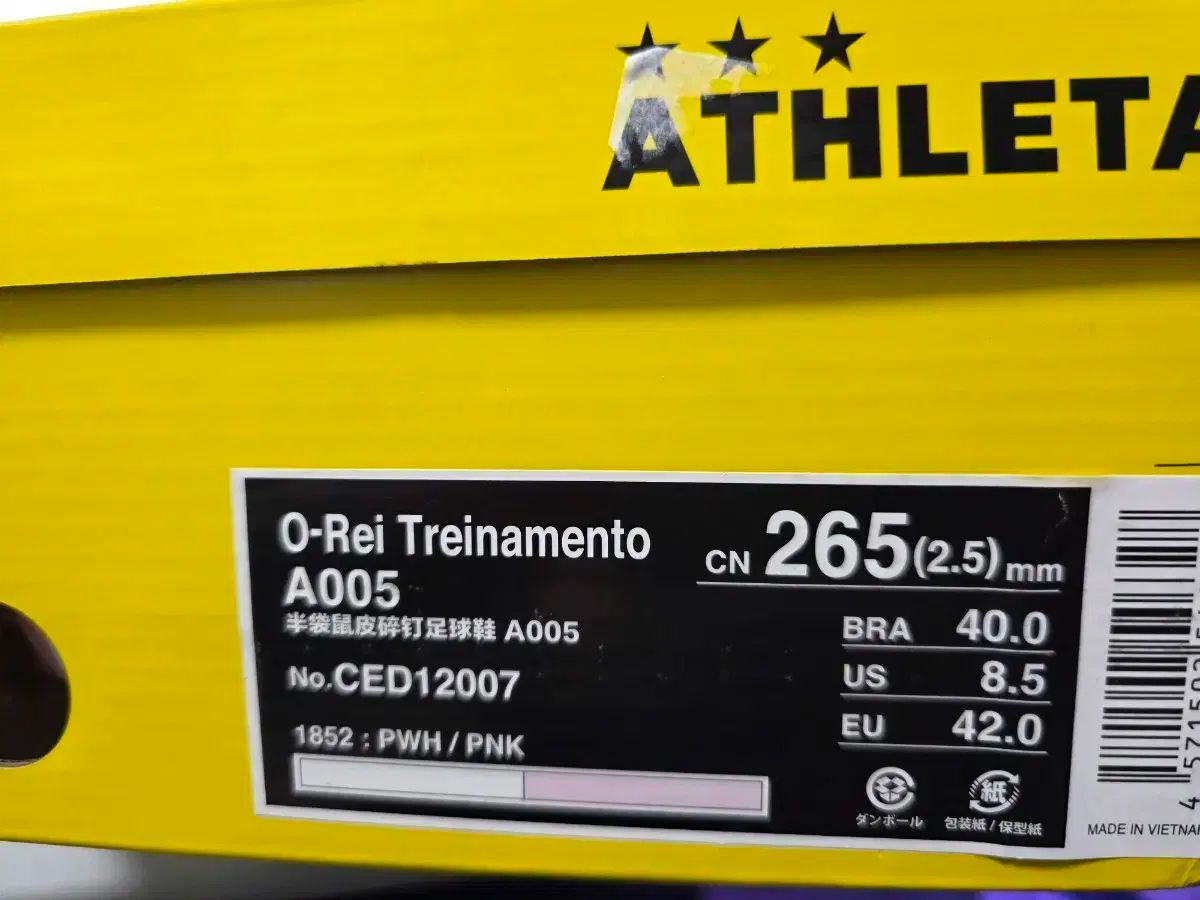 ATHLETA
O-Rei Treinamento
A005
半袋鼠皮碎钉足球鞋 A005
No.CED12007
1852 : PWH / PNK
CN 265(2.5)mm
BRA 40.0
US 8.5
EU 42.0
ダンボール
紙
包装紙 / 保型紙
MADE IN VIETNA